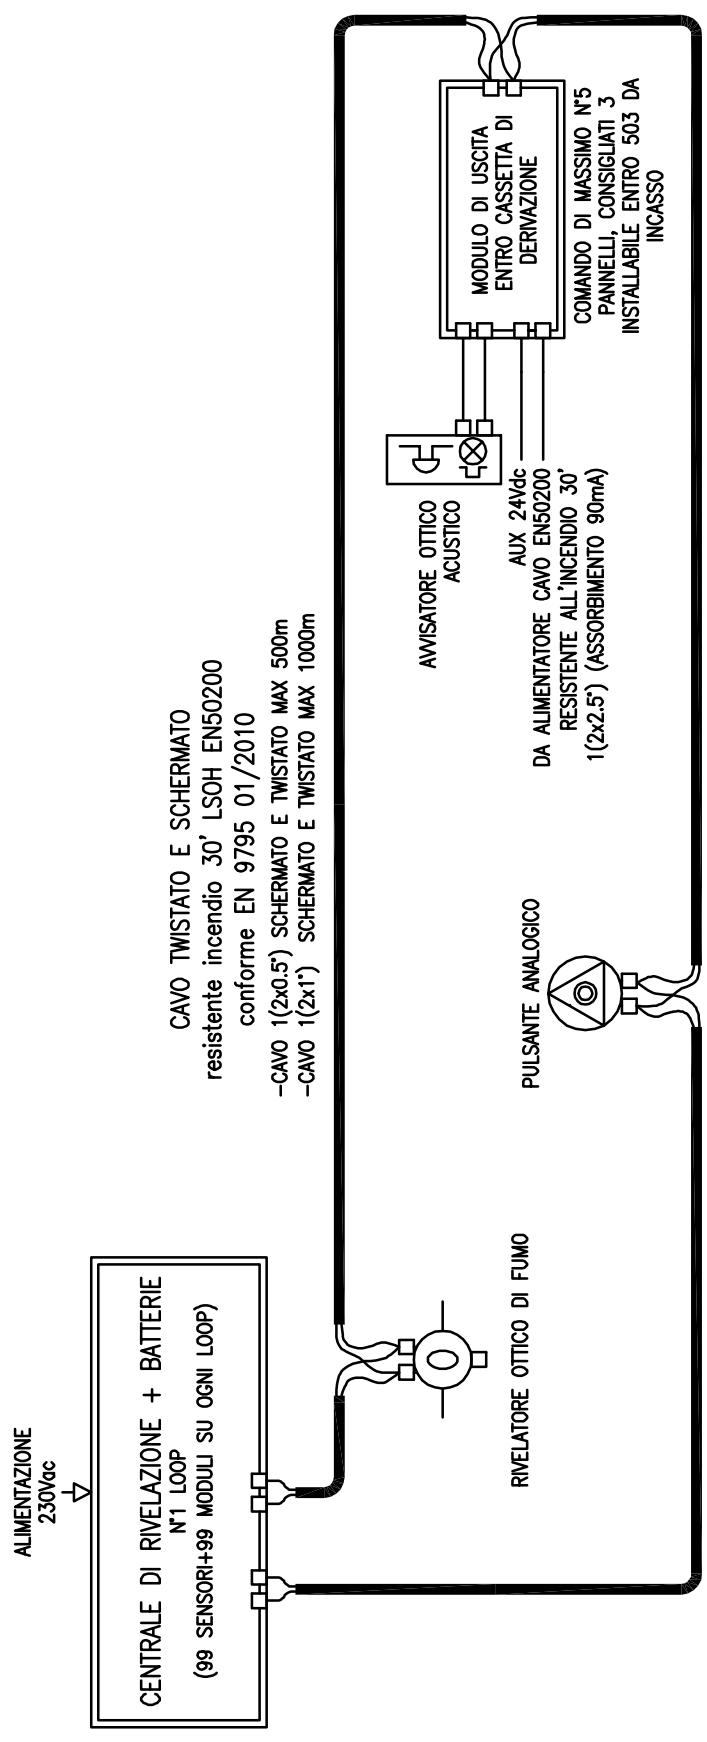 ALIMENTAZIONE
230Vac
CENTRALE DI RIVELAZIONE + BATTERIE
N°1 LOOP
(99 SENSORI+99 MODULI SU OGNI LOOP)
CAVO TWISTATO E SCHERMATO
resistente incendio 30' LSOH EN50200
conforme EN 9795 01/2010
-CAVO 1(2x0.5") SCHERMATO E TWISTATO MAX 500m
-CAVO 1(2x1") SCHERMATO E TWISTATO MAX 1000m
RIVELATORE OTTICO DI FUMO
PULSANTE ANALOGICO
AVVISATORE OTTICO
ACUSTICO
AUX 24Vdc
DA ALIMENTATORE CAVO EN50200
RESISTENTE ALL'INCENDIO 30'
1(2x2.5") (ASSORBIMENTO 90mA)
MODULO DI USCITA
ENTRO CASSETTA DI
DERIVAZIONE
COMANDO DI MASSIMO N°5
PANNELLI, CONSIGLIATI 3
INSTALLABILE ENTRO 503 DA
INCASSO